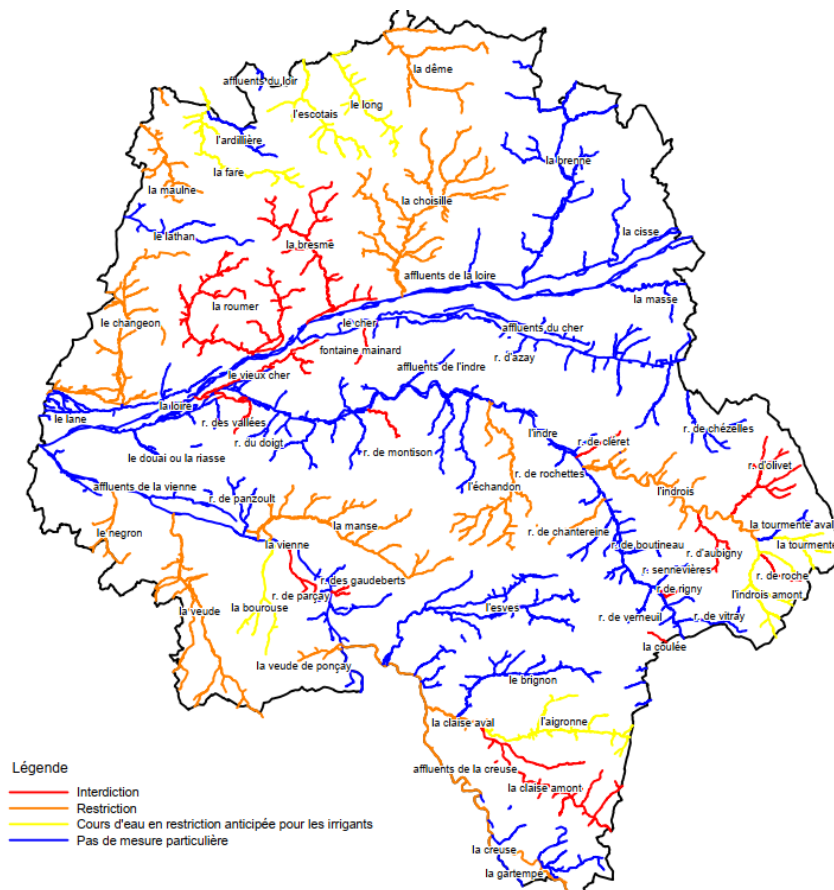 la dême
affluents du loir
le long
l'escotais
l'ardillière
la brenne
la fare
la maulne
la choisille
la cisse
le lathan
la bresme
affluents de la loire
la roumer
la masse
le changeon
le cher
affluents du cher
fontaine mainard
r. d'azay
affluents de l'indre
le vieux cher
la loire
le lane
r. des vallées
r. de chézelles
l'indre
r. du doigt
r. de cléret
r. de montison
le douai ou la riasse
r. d'olivet
r. de rochettes
affluents de la vienne
l'échandon
l'indrois
r. de panzoult
la tourmente aval
la manse
le negron
r. de chantereine
la vienne
r. de boutineau
la tourmente
r. d'aubigny
r. sennevières
r. des gaudeberts
r. de roche
r. de parçay
r. de rigny
l'indrois amont
la bourouse
l'esves
la veude
r. de verneuil
r. de vitray
la coulée
la veude de ponçay
le brignon
la claise aval
l'aigronne
affluents de la creuse
la claise amont
Légende
Interdiction
Restriction
Cours d'eau en restriction anticipée pour les irrigants
Pas de mesure particulière
la creuse
la gartempe